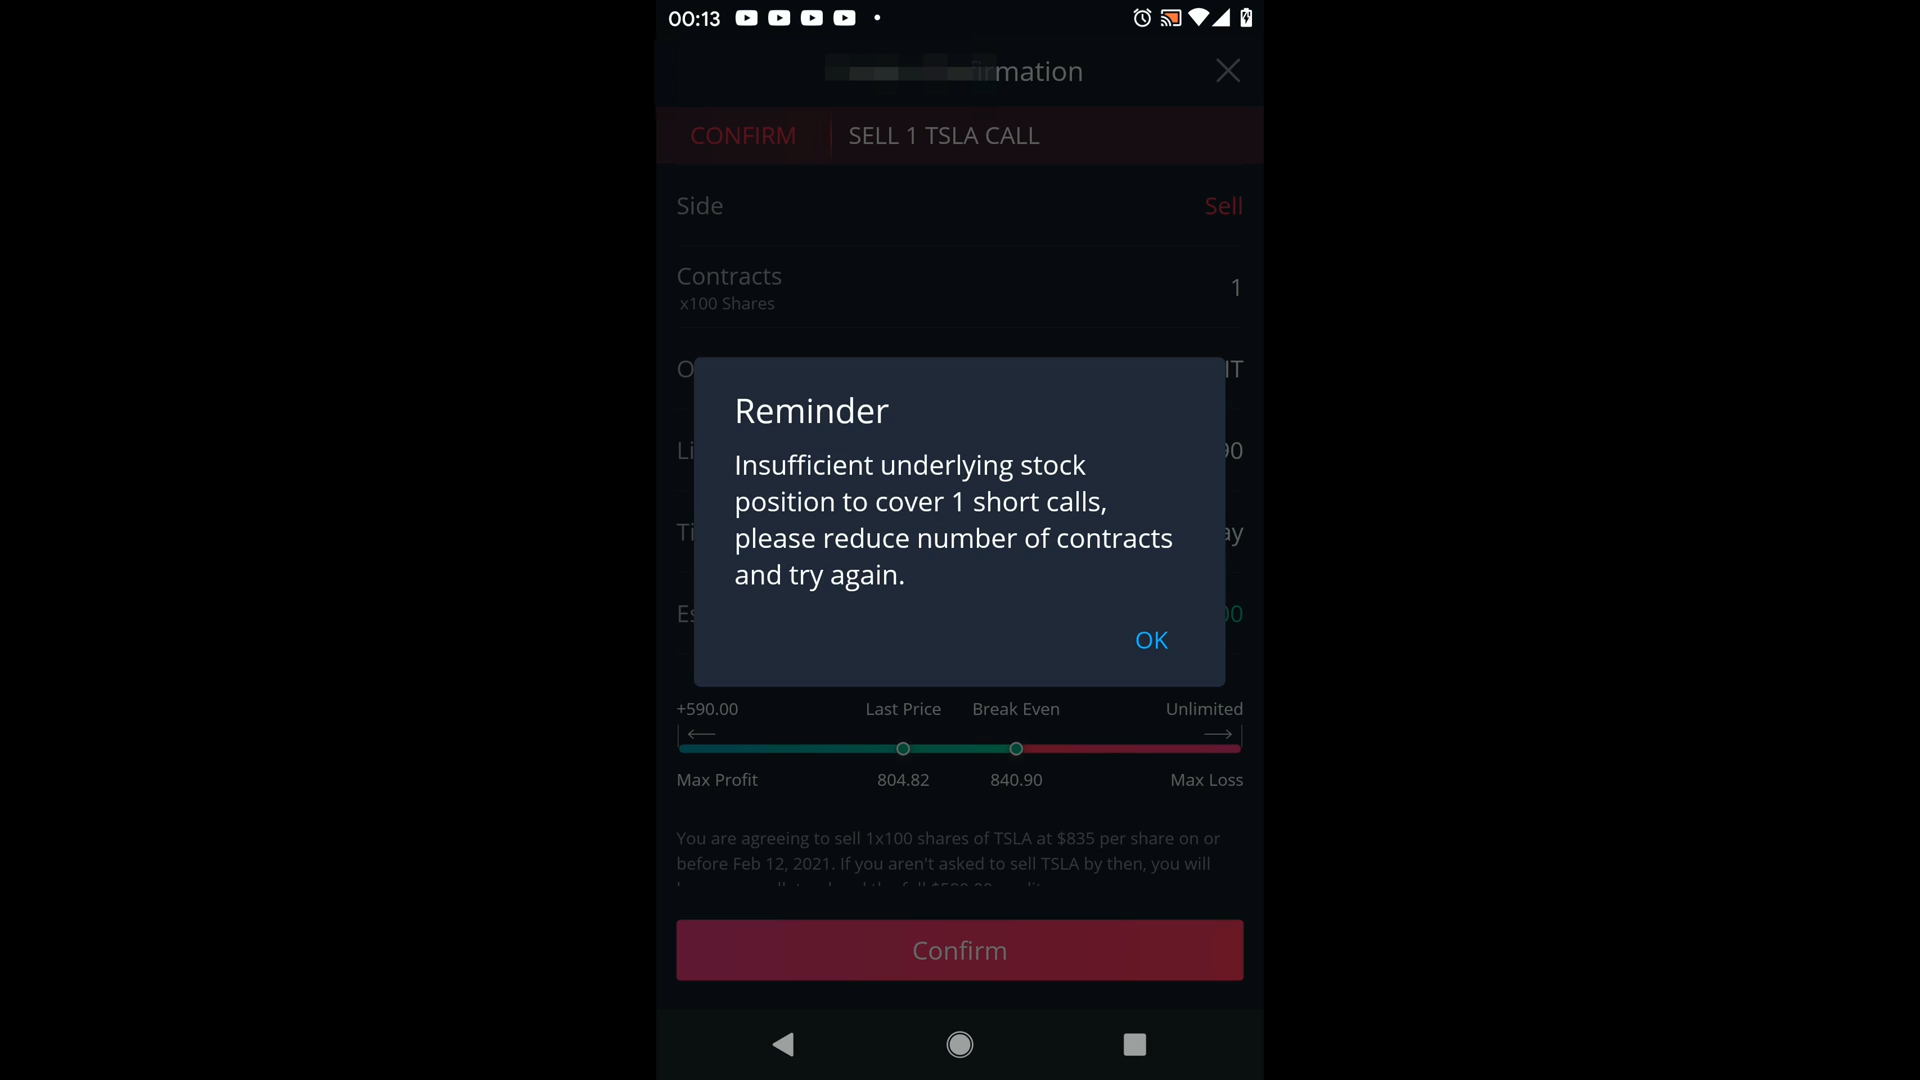 00:13
rmation
CONFIRM SELL 1 TSLA CALL
Side Sell
Contracts 1
x100 Shares
Reminder
Insufficient underlying stock
position to cover 1 short calls,
please reduce number of contracts
and try again.
OK
+590.00 Last Price Break Even Unlimited
Max Profit 804.82 840.90 Max Loss
You are agreeing to sell 1x100 shares of TSLA at $835 per share on or
before Feb 12, 2021. If you aren't asked to sell TSLA by then, you will
Confirm